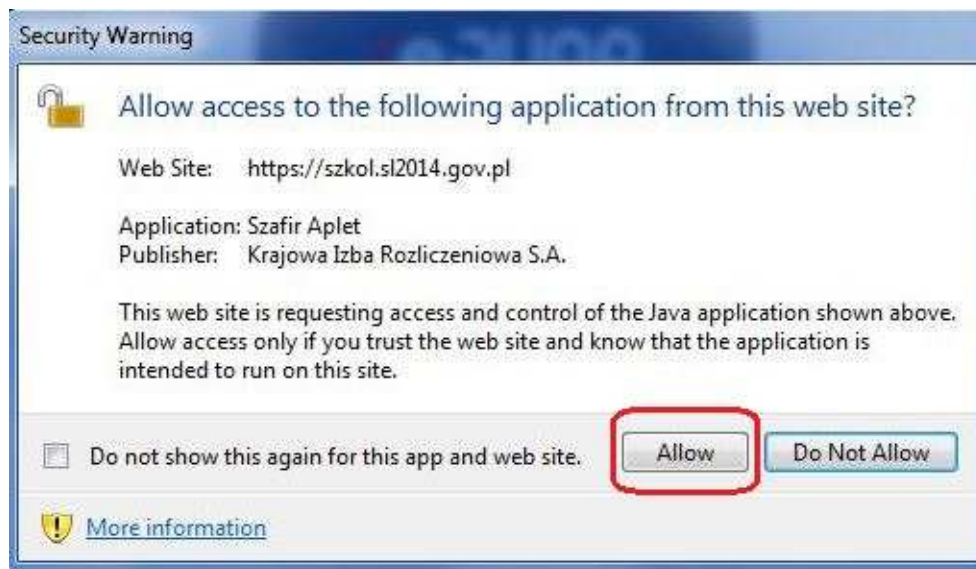 Security Warning
Allow access to the following application from this web site?
Web Site: https://szkol.sl2014.gov.pl
Application: Szafir Aplet
Publisher: Krajowa Izba Rozliczeniowa S.A.
This web site is requesting access and control of the Java application shown above.
Allow access only if you trust the web site and know that the application is
intended to run on this site.
Do not show this again for this app and web site. Allow Do Not Allow
More information